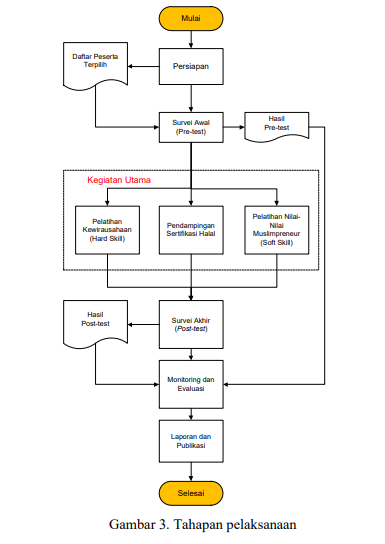 Mulai
Daftar Peserta
Terpilih
Persiapan
Survei Awal
(Pre-test)
Hasil
Pre-test
Kegiatan Utama
Pelatihan
Kewirausahaan
(Hard Skill)
Pendampingan
Sertifikasi Halal
Pelatihan Nilai-
Nilai
Muslimpreneur
(Soft Skill)
Hasil
Post-test
Survei Akhir
(Post-test)
Monitoring dan
Evaluasi
Laporan dan
Publikasi
Selesai
Gambar 3. Tahapan pelaksanaan